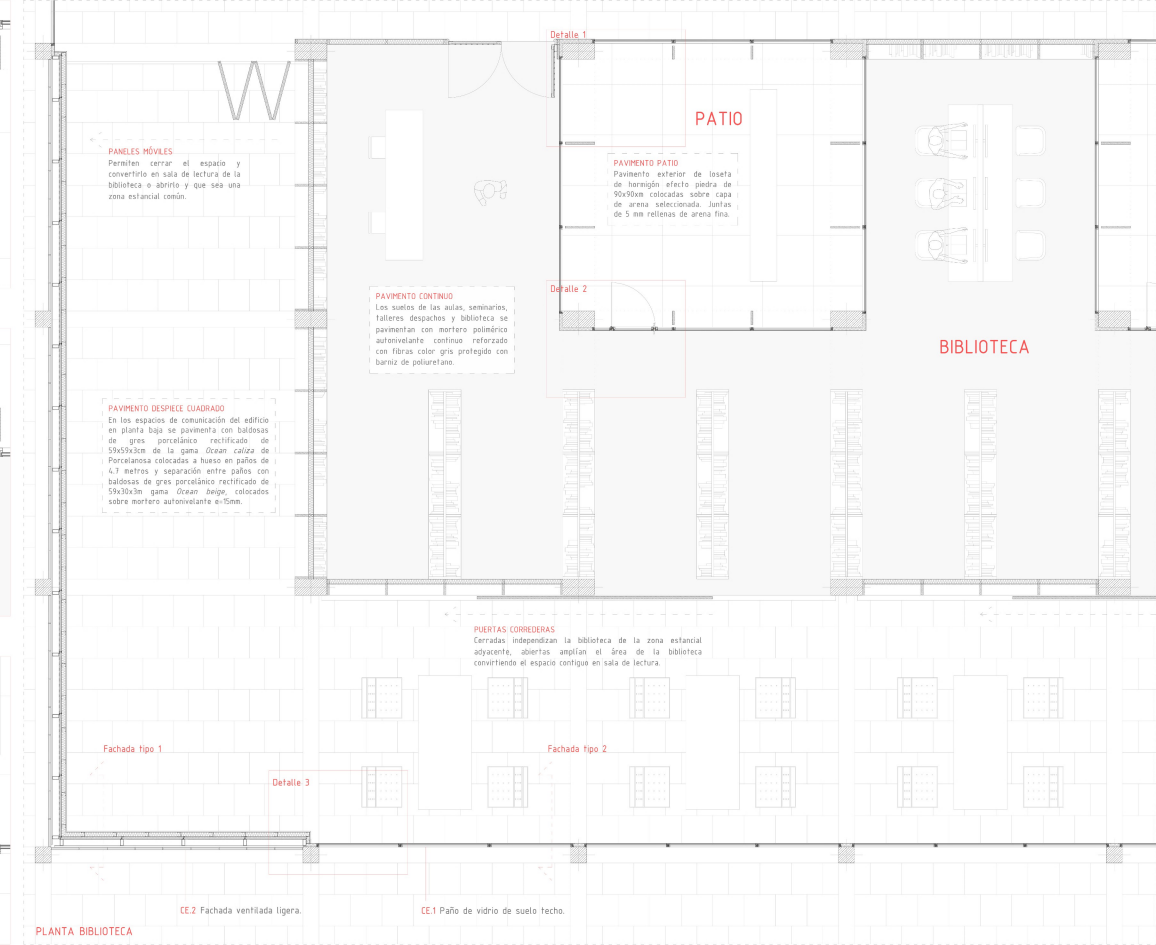 Detalle 1
PATIO
PANELES MÓVILES
Permiten cerrar el espacio y
convertirlo en sala de lectura de la
biblioteca o abrirlo y que sea una
zona estancial común.
PAVIMENTO PATIO
Pavimento exterior de loseta
de hormigón efecto piedra de
90x90xm colocadas sobre capa
de arena seleccionada. Juntas
de 5 mm rellenas de arena fina.
Detalle 2
PAVIMENTO CONTINUO
Los suelos de las aulas, seminarios,
talleres despachos y biblioteca se
pavimentan con mortero polimérico
autonivelante continuo reforzado
con fibras color gris protegido con
barniz de poliuretano.
BIBLIOTECA
PAVIMENTO DESPIECE CUADRADO
En los espacios de comunicación del edificio
en planta baja se pavimenta con baldosas
de gres porcelánico rectificado de
59x59x3cm de la gama Ocean caliza de
Porcelanosa colocadas a hueso en paños de
4.7 metros y separación entre paños con
baldosas de gres porcelánico rectificado de
59x30x3m gama Ocean beige, colocados
sobre mortero autonivelante e=15mm.
PUERTAS CORREDERAS
Cerradas independizan la biblioteca de la zona estancial
adyacente, abiertas amplían el área de la biblioteca
convirtiendo el espacio contiguo en sala de lectura.
Fachada tipo 1
Fachada tipo 2
Detalle 3
CE.2 Fachada ventilada ligera.
CE.1 Paño de vidrio de suelo techo.
PLANTA BIBLIOTECA